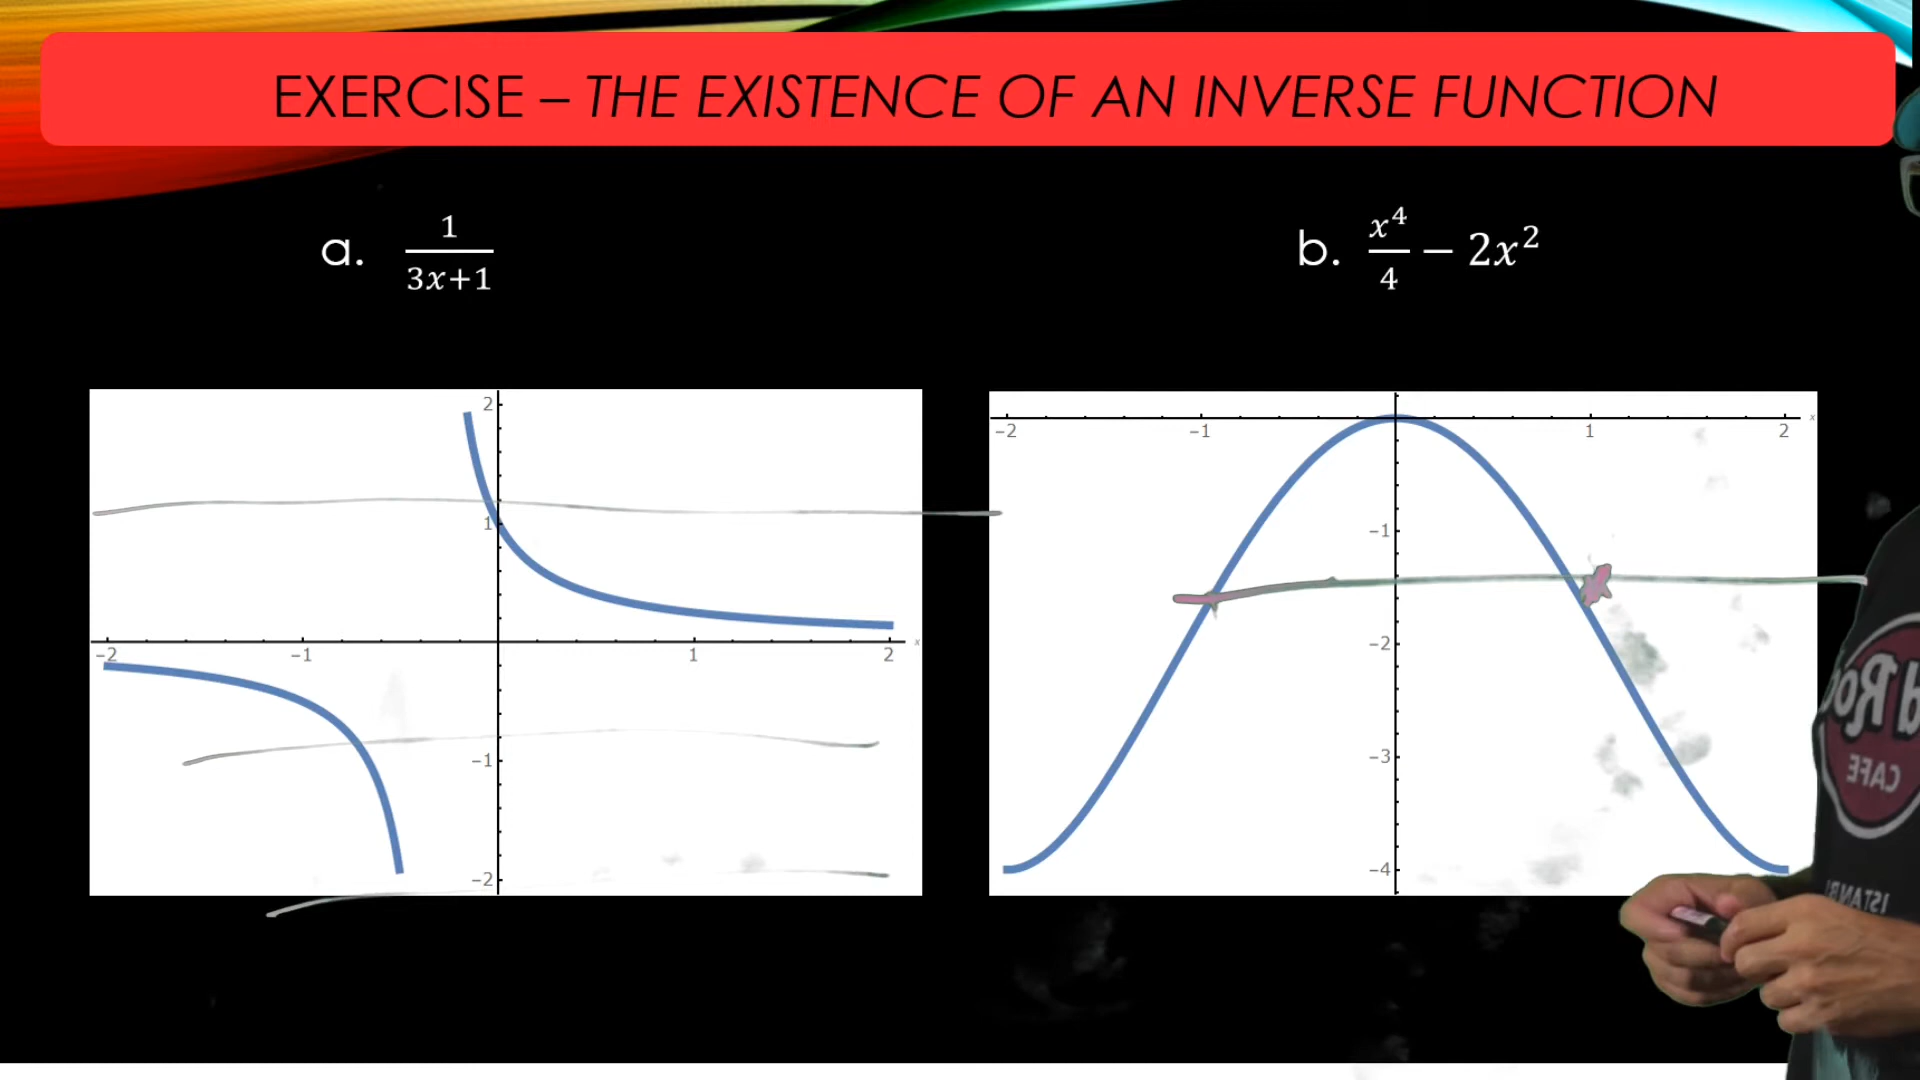 EXERCISE – THE EXISTENCE OF AN INVERSE FUNCTION
a. 1/(3x+1)
b. x⁴/4 − 2x²
2
1
−2 −1 1 2 x
−1
−2
−2 −1 1 2 x
−1
−2
−3
−4
CAFE